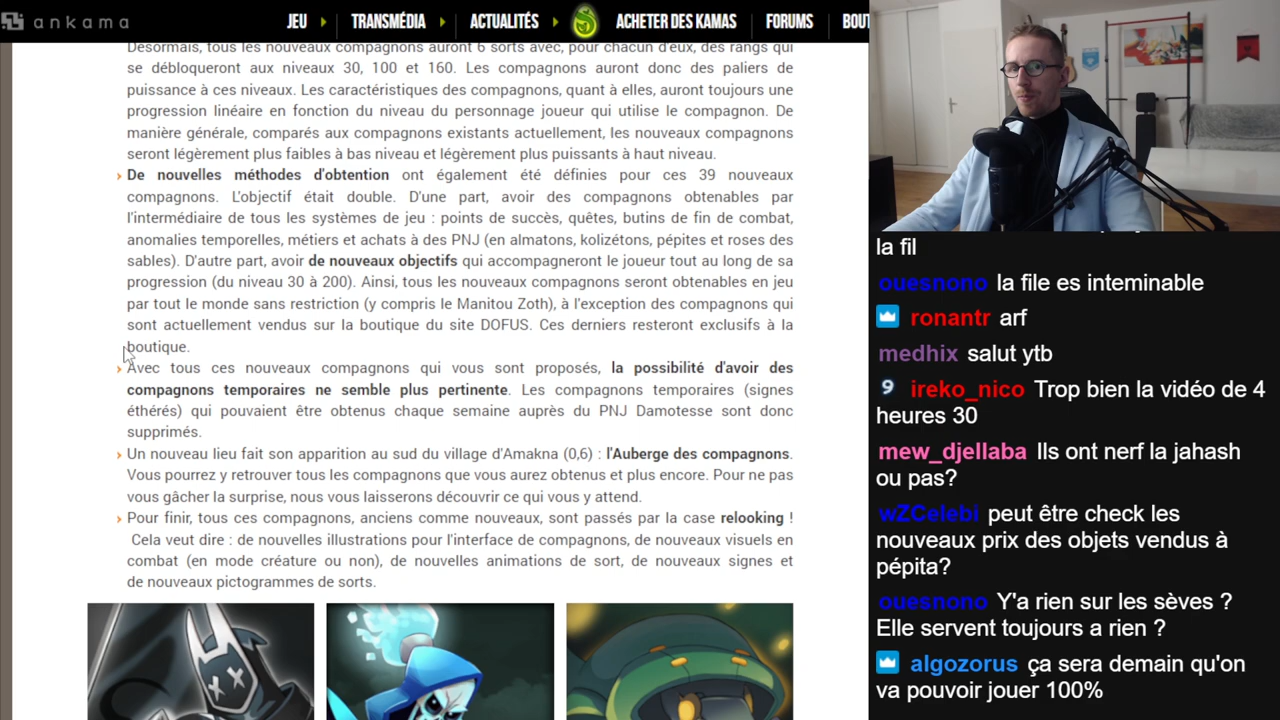 ankama
JEU
TRANSMÉDIA
ACTUALITÉS
ACHETER DES KAMAS
FORUMS
BOUT
Désormais, tous les nouveaux compagnons auront 6 sorts avec, pour chacun d'eux, des rangs qui
se débloqueront aux niveaux 30, 100 et 160. Les compagnons auront donc des paliers de
puissance à ces niveaux. Les caractéristiques des compagnons, quant à elles, auront toujours une
progression linéaire en fonction du niveau du personnage joueur qui utilise le compagnon. De
manière générale, comparés aux compagnons existants actuellement, les nouveaux compagnons
seront légèrement plus faibles à bas niveau et légèrement plus puissants à haut niveau.
De nouvelles méthodes d'obtention ont également été définies pour ces 39 nouveaux
compagnons. L'objectif était double. D'une part, avoir des compagnons obtenables par
l'intermédiaire de tous les systèmes de jeu : points de succès, quêtes, butins de fin de combat,
anomalies temporelles, métiers et achats à des PNJ (en almatons, kolizétons, pépites et roses des
sables). D'autre part, avoir de nouveaux objectifs qui accompagneront le joueur tout au long de sa
progression (du niveau 30 à 200). Ainsi, tous les nouveaux compagnons seront obtenables en jeu
par tout le monde sans restriction (y compris le Manitou Zoth), à l'exception des compagnons qui
sont actuellement vendus sur la boutique du site DOFUS. Ces derniers resteront exclusifs à la
boutique.
Avec tous ces nouveaux compagnons qui vous sont proposés, la possibilité d'avoir des
compagnons temporaires ne semble plus pertinente. Les compagnons temporaires (signes
éthérés) qui pouvaient être obtenus chaque semaine auprès du PNJ Damotesse sont donc
supprimés.
Un nouveau lieu fait son apparition au sud du village d'Amakna (0,6) : l'Auberge des compagnons.
Vous pourrez y retrouver tous les compagnons que vous aurez obtenus et plus encore. Pour ne pas
vous gâcher la surprise, nous vous laisserons découvrir ce qui vous y attend.
Pour finir, tous ces compagnons, anciens comme nouveaux, sont passés par la case relooking !
Cela veut dire : de nouvelles illustrations pour l'interface de compagnons, de nouveaux visuels en
combat (en mode créature ou non), de nouvelles animations de sort, de nouveaux signes et
de nouveaux pictogrammes de sorts.
la fil
ouesnono la file es inteminable
ronantr arf
medhix salut ytb
9 ireko_nico Trop bien la vidéo de 4
heures 30
mew_djellaba Ils ont nerf la jahash
ou pas?
wZCelebi peut être check les
nouveaux prix des objets vendus à
pépita?
ouesnono Y'a rien sur les sèves ?
Elle servent toujours a rien ?
algozorus ça sera demain qu'on
va pouvoir jouer 100%